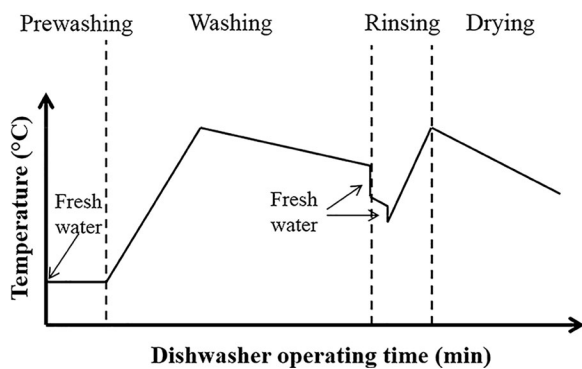 Prewashing
Washing
Rinsing
Drying
Temperature (°C)
Fresh
water
Fresh
water
Dishwasher operating time (min)